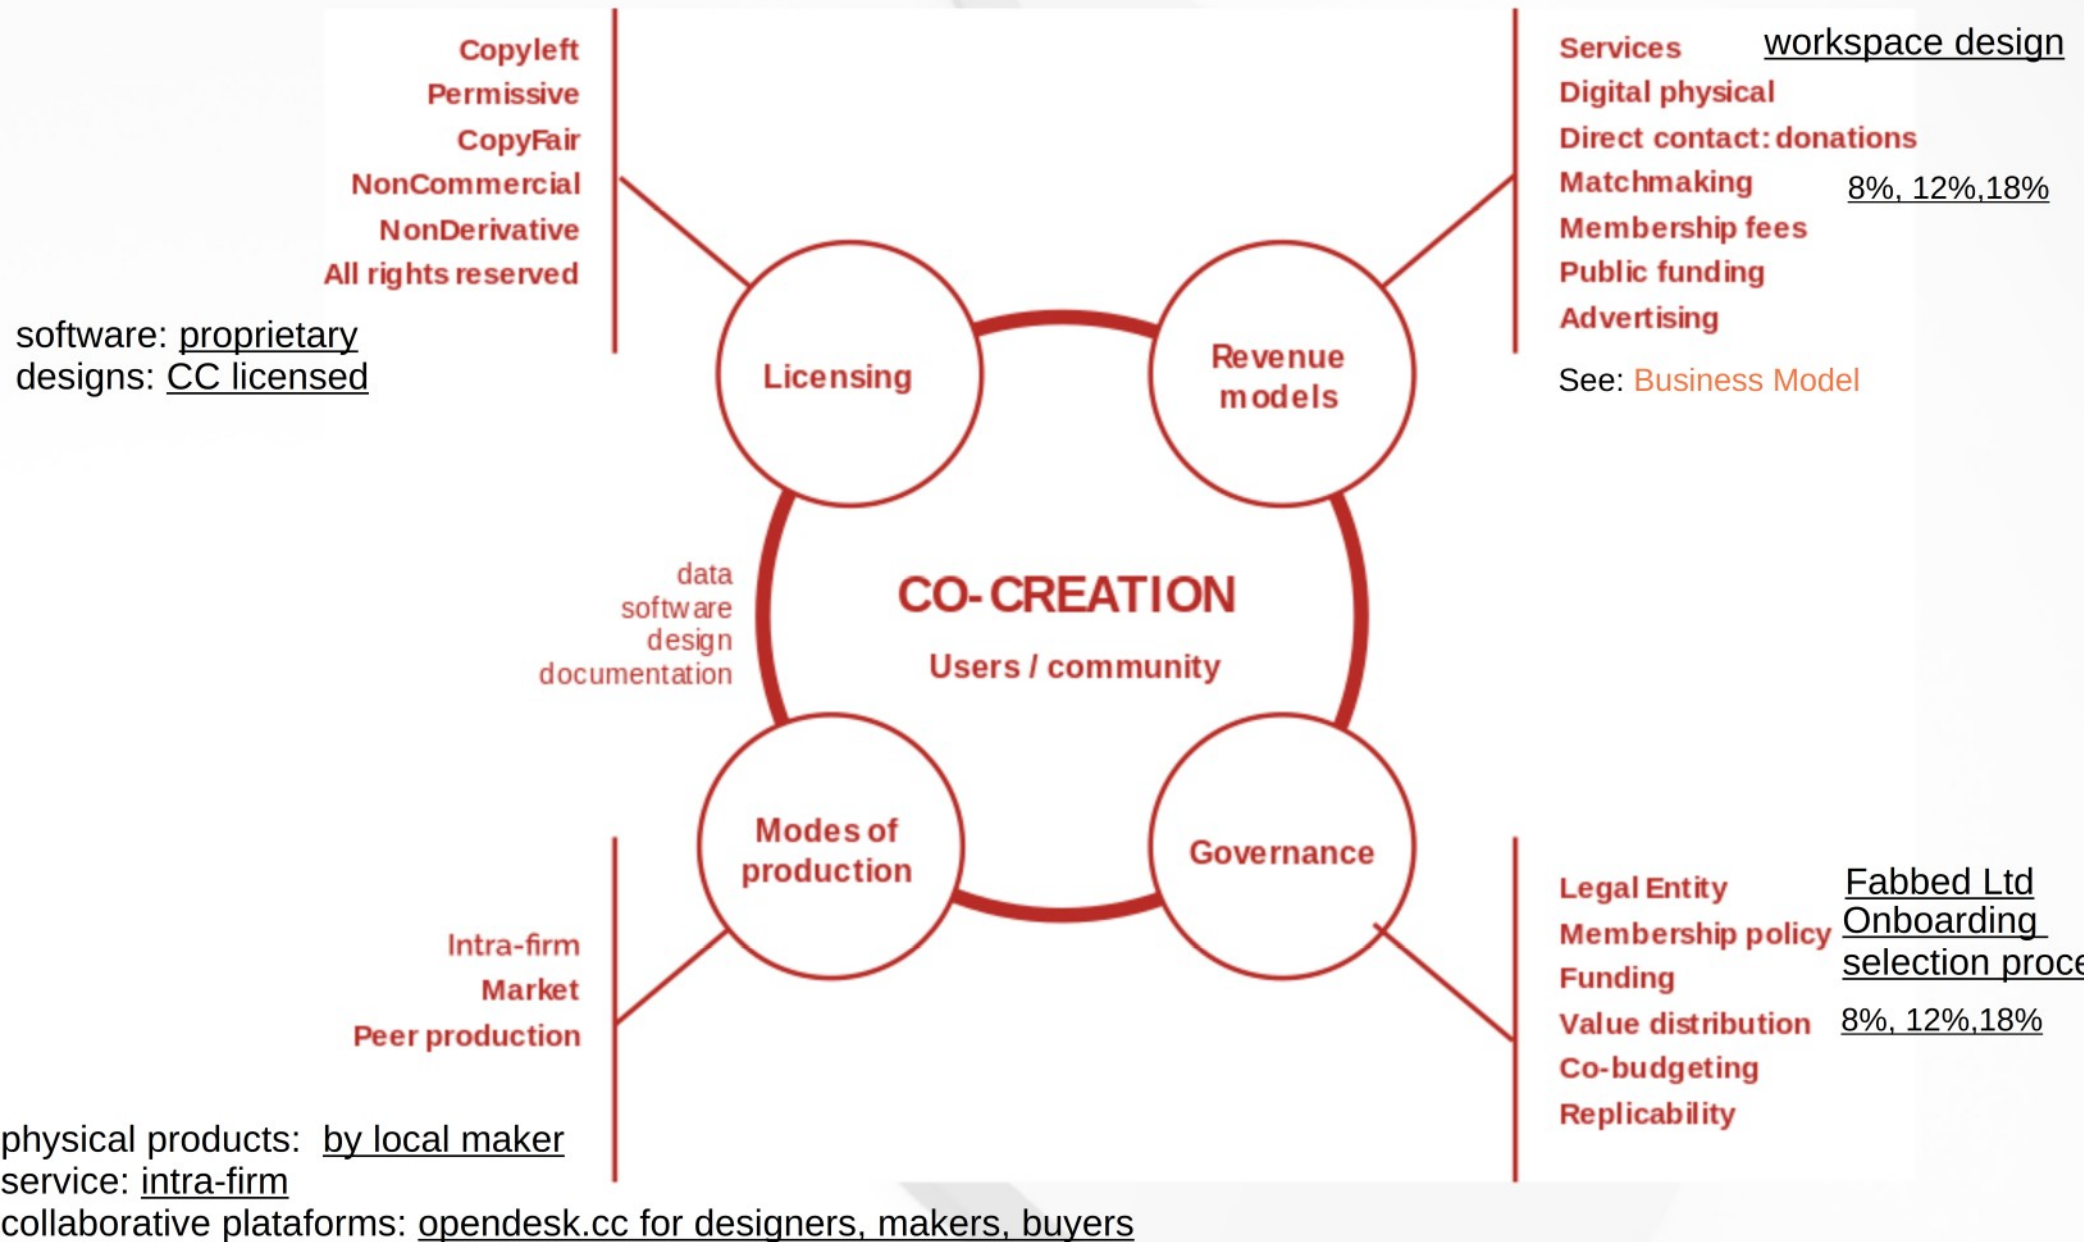 Copyleft
Permissive
CopyFair
NonCommercial
NonDerivative
All rights reserved
software: proprietary
designs: CC licensed
Services workspace design
Digital physical
Direct contact: donations
Matchmaking 8%, 12%,18%
Membership fees
Public funding
Advertising
See: Business Model
Licensing
Revenue
models
data
software
design
documentation
CO-CREATION
Users / community
Modes of
production
Governance
Intra-firm
Market
Peer production
physical products: by local maker
service: intra-firm
collaborative plataforms: opendesk.cc for designers, makers, buyers
Legal Entity Fabbed Ltd
Membership policy Onboarding
selection proce
Funding
Value distribution 8%, 12%,18%
Co-budgeting
Replicability